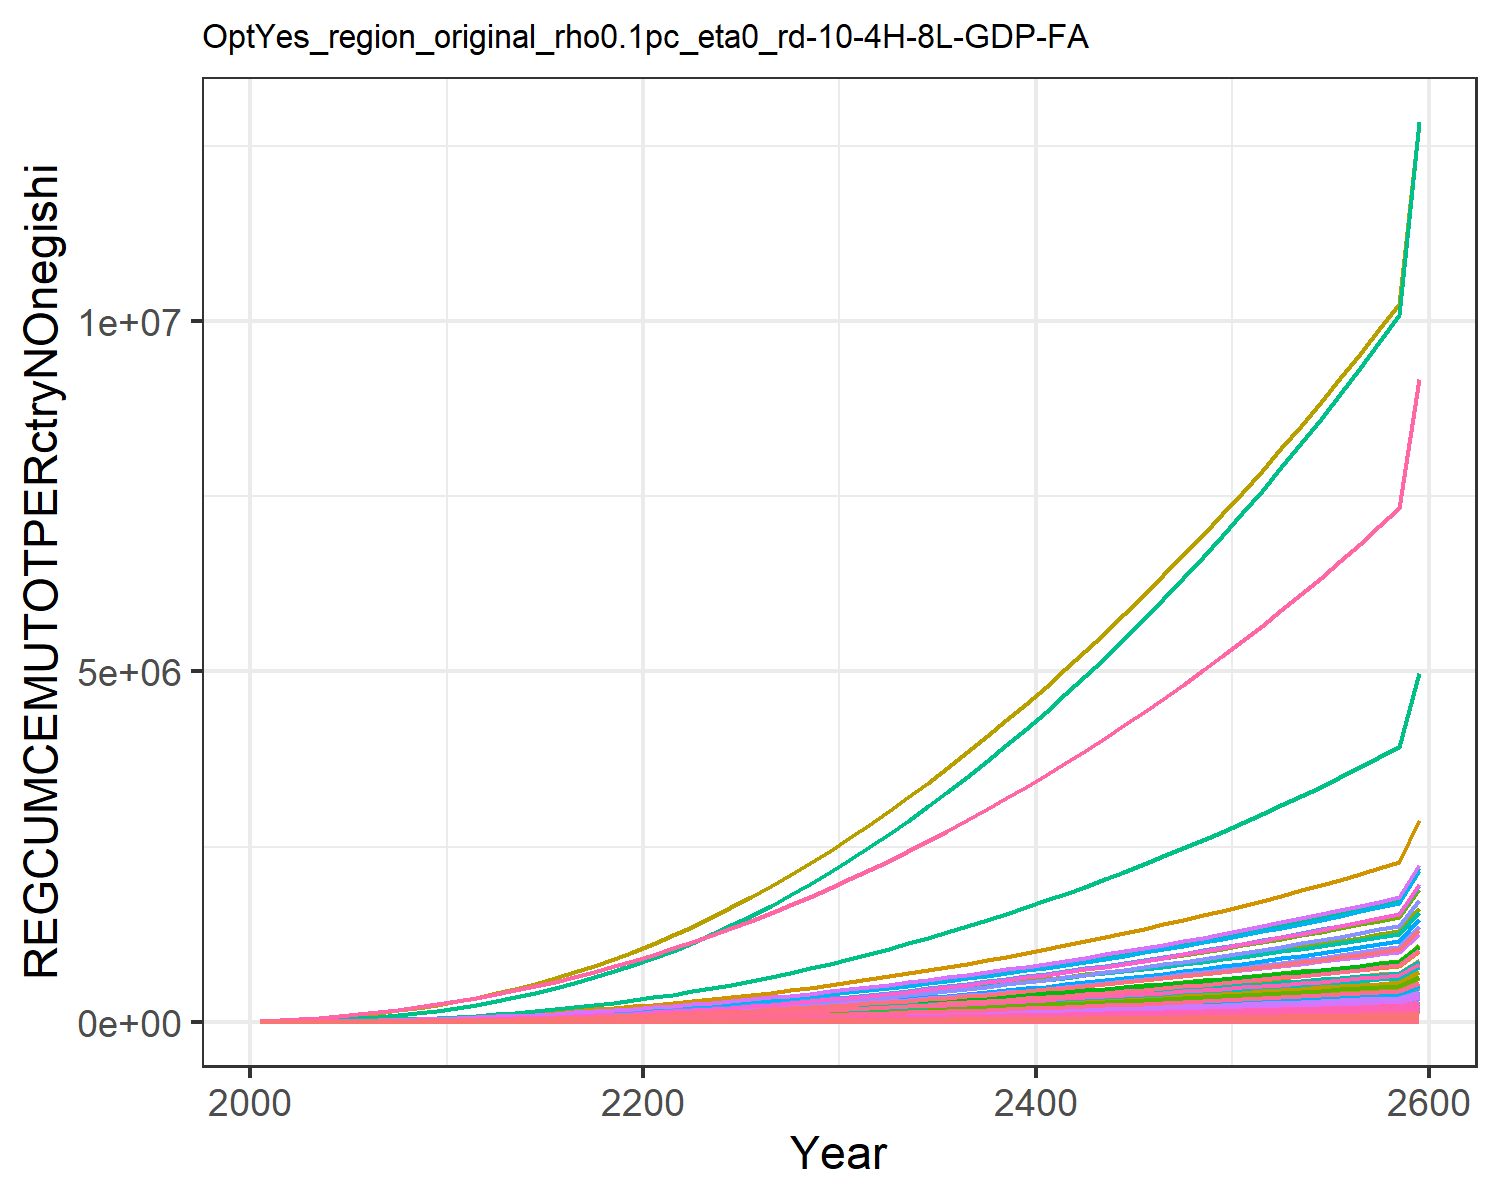 OptYes_region_original_rho0.1pc_eta0_rd-10-4H-8L-GDP-FA
REGCUMCEMUTOTPERctryNOnegishi
1e+07
5e+06
0e+00
2000 2200 2400 2600
Year